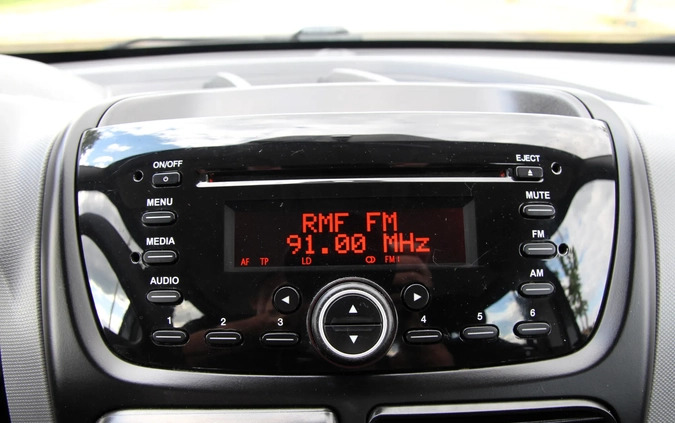 ON/OFF
EJECT
MENU
MUTE
RMF FM
91.00 MHz
MEDIA
FM
AF TP LD FM I
AUDIO
AM
1 2 3 4 5 6